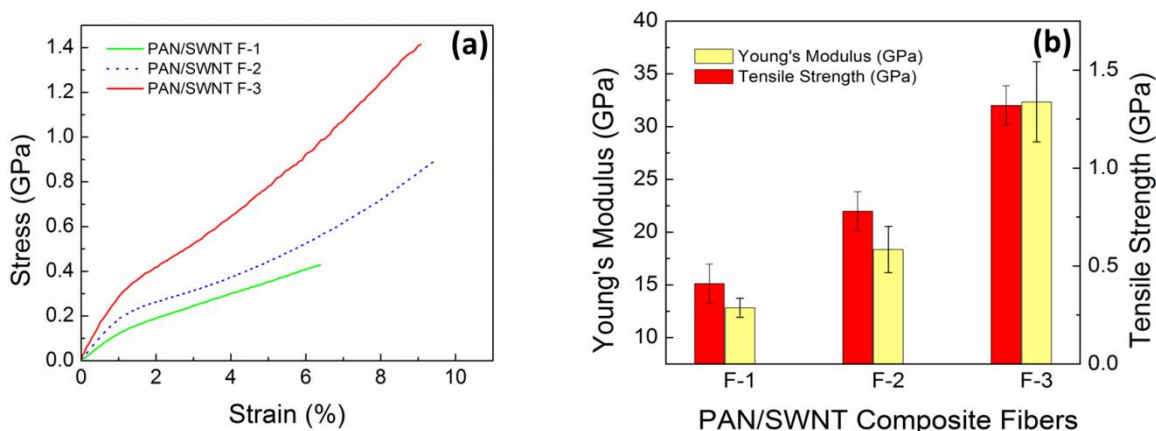 (a)
PAN/SWNT F-1
PAN/SWNT F-2
PAN/SWNT F-3
Stress (GPa)
1.4
1.2
1.0
0.8
0.6
0.4
0.2
0.0
0 2 4 6 8 10
Strain (%)
(b)
Young's Modulus (GPa)
Tensile Strength (GPa)
Young's Modulus (GPa)
40
35
30
25
20
15
10
Tensile Strength (GPa)
1.5
1.0
0.5
0.0
F-1 F-2 F-3
PAN/SWNT Composite Fibers